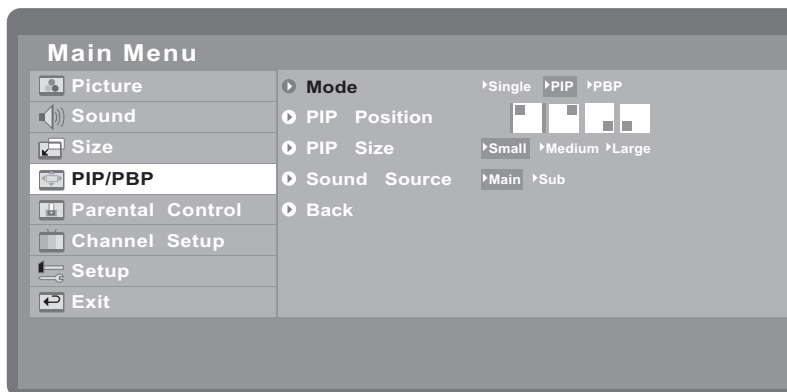 Main Menu
Picture
Sound
Size
PIP/PBP
Parental Control
Channel Setup
Setup
Exit
Mode Single PIP PBP
PIP Position
PIP Size Small Medium Large
Sound Source Main Sub
Back